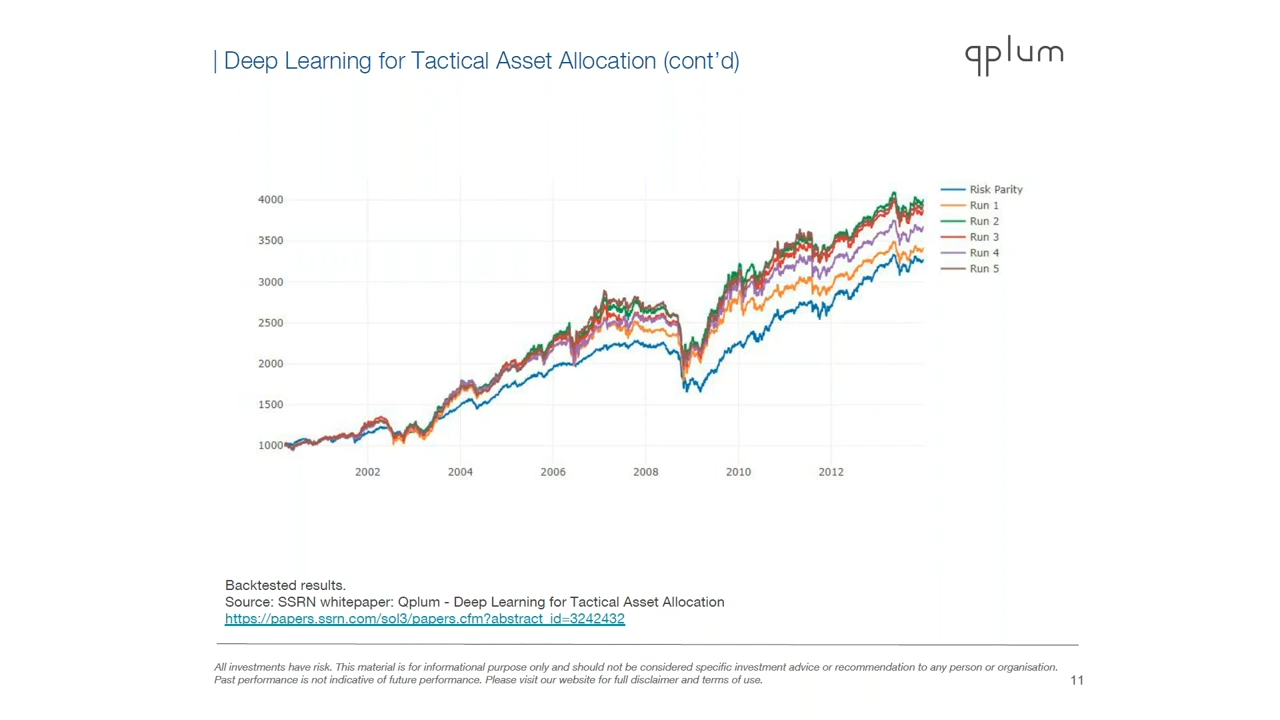 | Deep Learning for Tactical Asset Allocation (cont’d)
qplum
4000
3500
3000
2500
2000
1500
1000
2002 2004 2006 2008 2010 2012
Risk Parity
Run 1
Run 2
Run 3
Run 4
Run 5
Backtested results.
Source: SSRN whitepaper: Qplum - Deep Learning for Tactical Asset Allocation
https://papers.ssrn.com/sol3/papers.cfm?abstract_id=3242432
All investments have risk. This material is for informational purpose only and should not be considered specific investment advice or recommendation to any person or organisation.
Past performance is not indicative of future performance. Please visit our website for full disclaimer and terms of use.
11